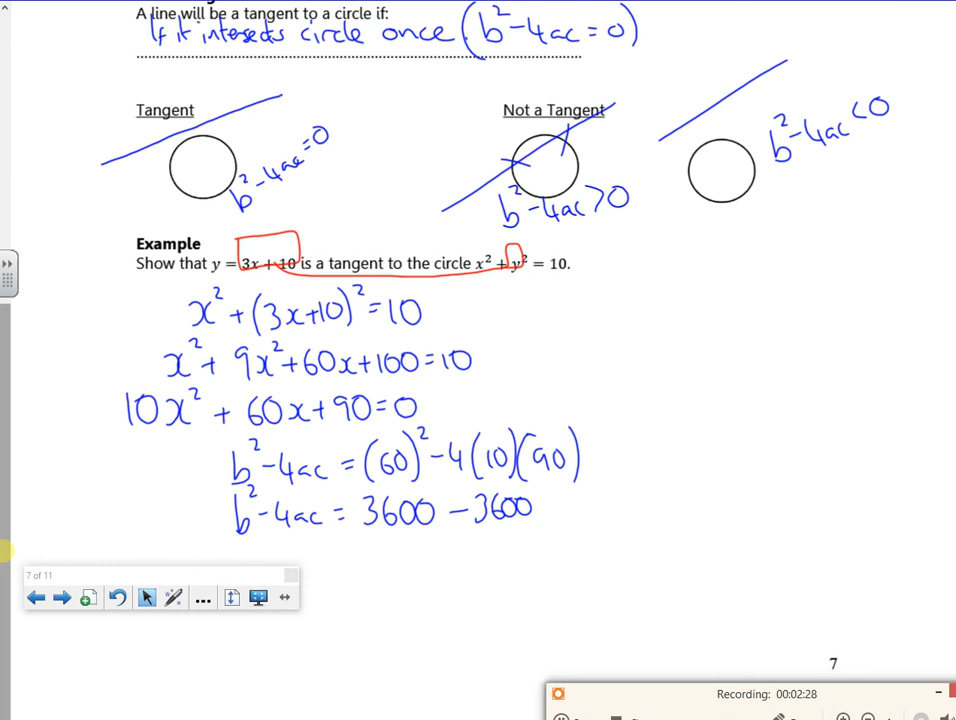 A line will be a tangent to a circle if:
If it intersects circle once (b²-4ac = 0)
Tangent
b²-4ac=0
Not a Tangent
b²-4ac>0
b²-4ac<0
Example
Show that y = 3x + 10 is a tangent to the circle x² + y² = 10.
x² + (3x+10)² = 10
x² + 9x²+60x+100=10
10x² + 60x+90=0
b²-4ac = (60)²-4(10)(90)
b²-4ac = 3600 - 3600
7 of 11
7
Recording: 00:02:28